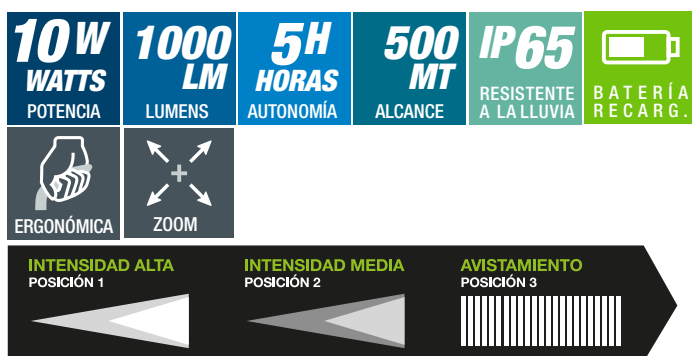 10 W
WATTS
POTENCIA
1000
LM
LUMENS
5H
HORAS
AUTONOMÍA
500
MT
ALCANCE
IP65
RESISTENTE
A LA LLUVIA
BATERÍA
RECARG.
ERGONÓMICA
ZOOM
INTENSIDAD ALTA
POSICIÓN 1
INTENSIDAD MEDIA
POSICIÓN 2
AVISTAMIENTO
POSICIÓN 3